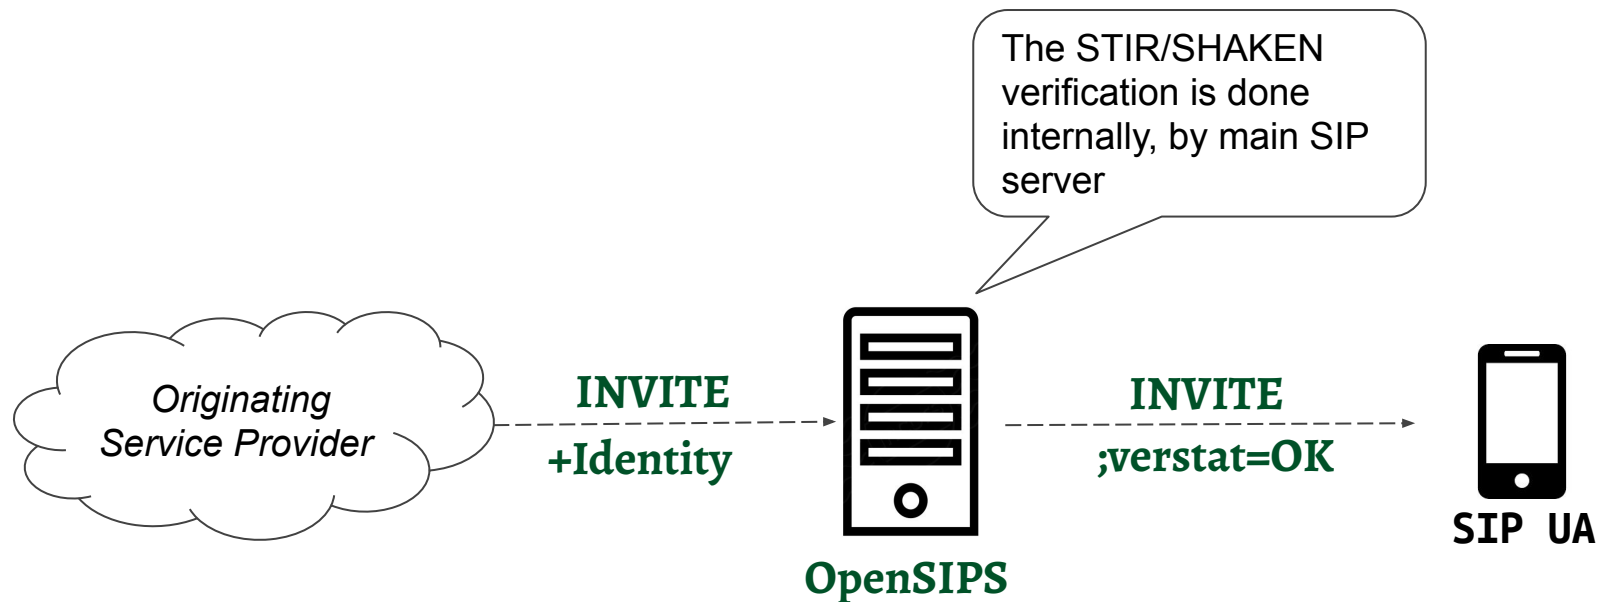 The STIR/SHAKEN
verification is done
internally, by main SIP
server
Originating
Service Provider
INVITE
+Identity
INVITE
;verstat=OK
SIP UA
OpenSIPS